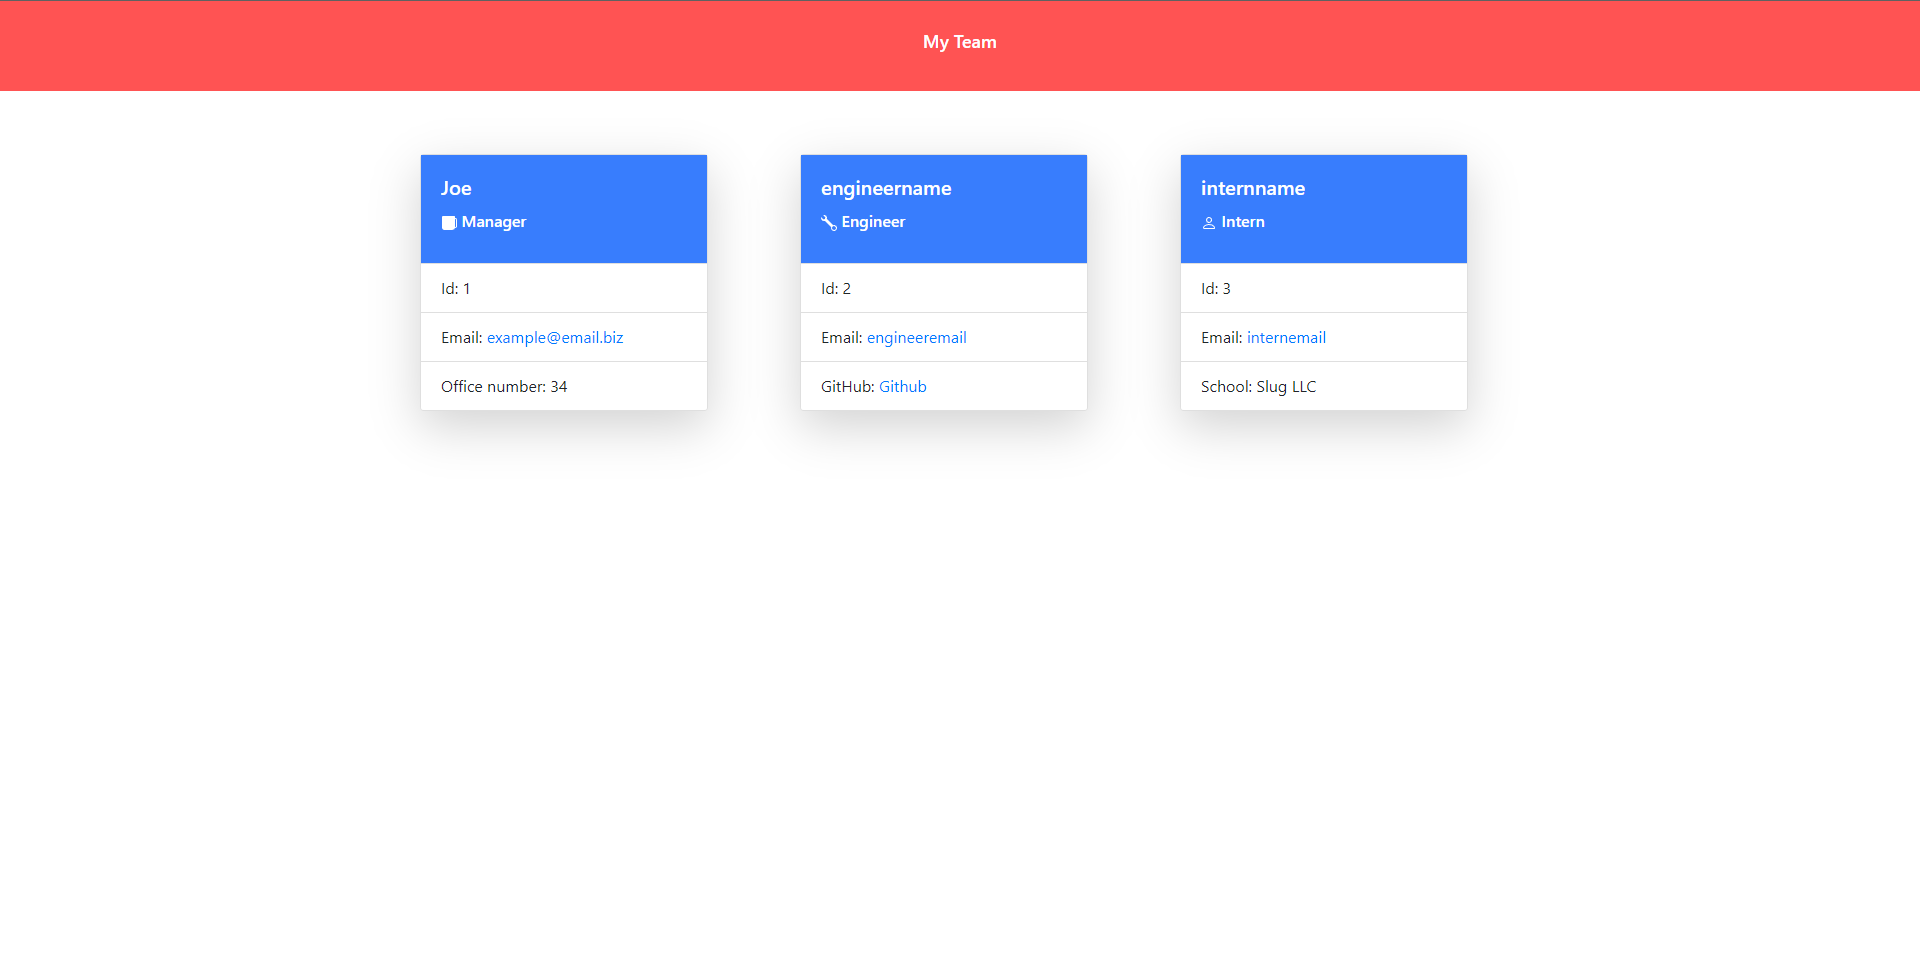 My Team
Joe
Manager
Id: 1
Email: example@email.biz
Office number: 34
engineername
Engineer
Id: 2
Email: engineeremail
GitHub: Github
internname
Intern
Id: 3
Email: internemail
School: Slug LLC